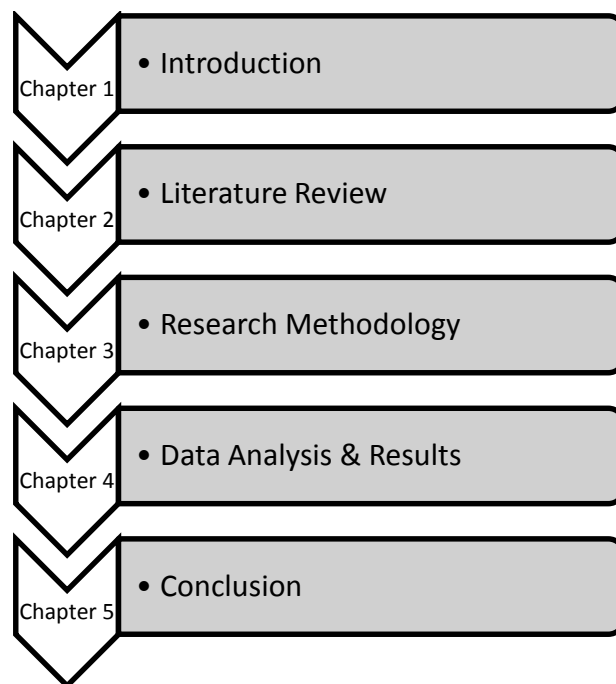 Chapter 1
• Introduction
Chapter 2
• Literature Review
Chapter 3
• Research Methodology
Chapter 4
• Data Analysis & Results
Chapter 5
• Conclusion